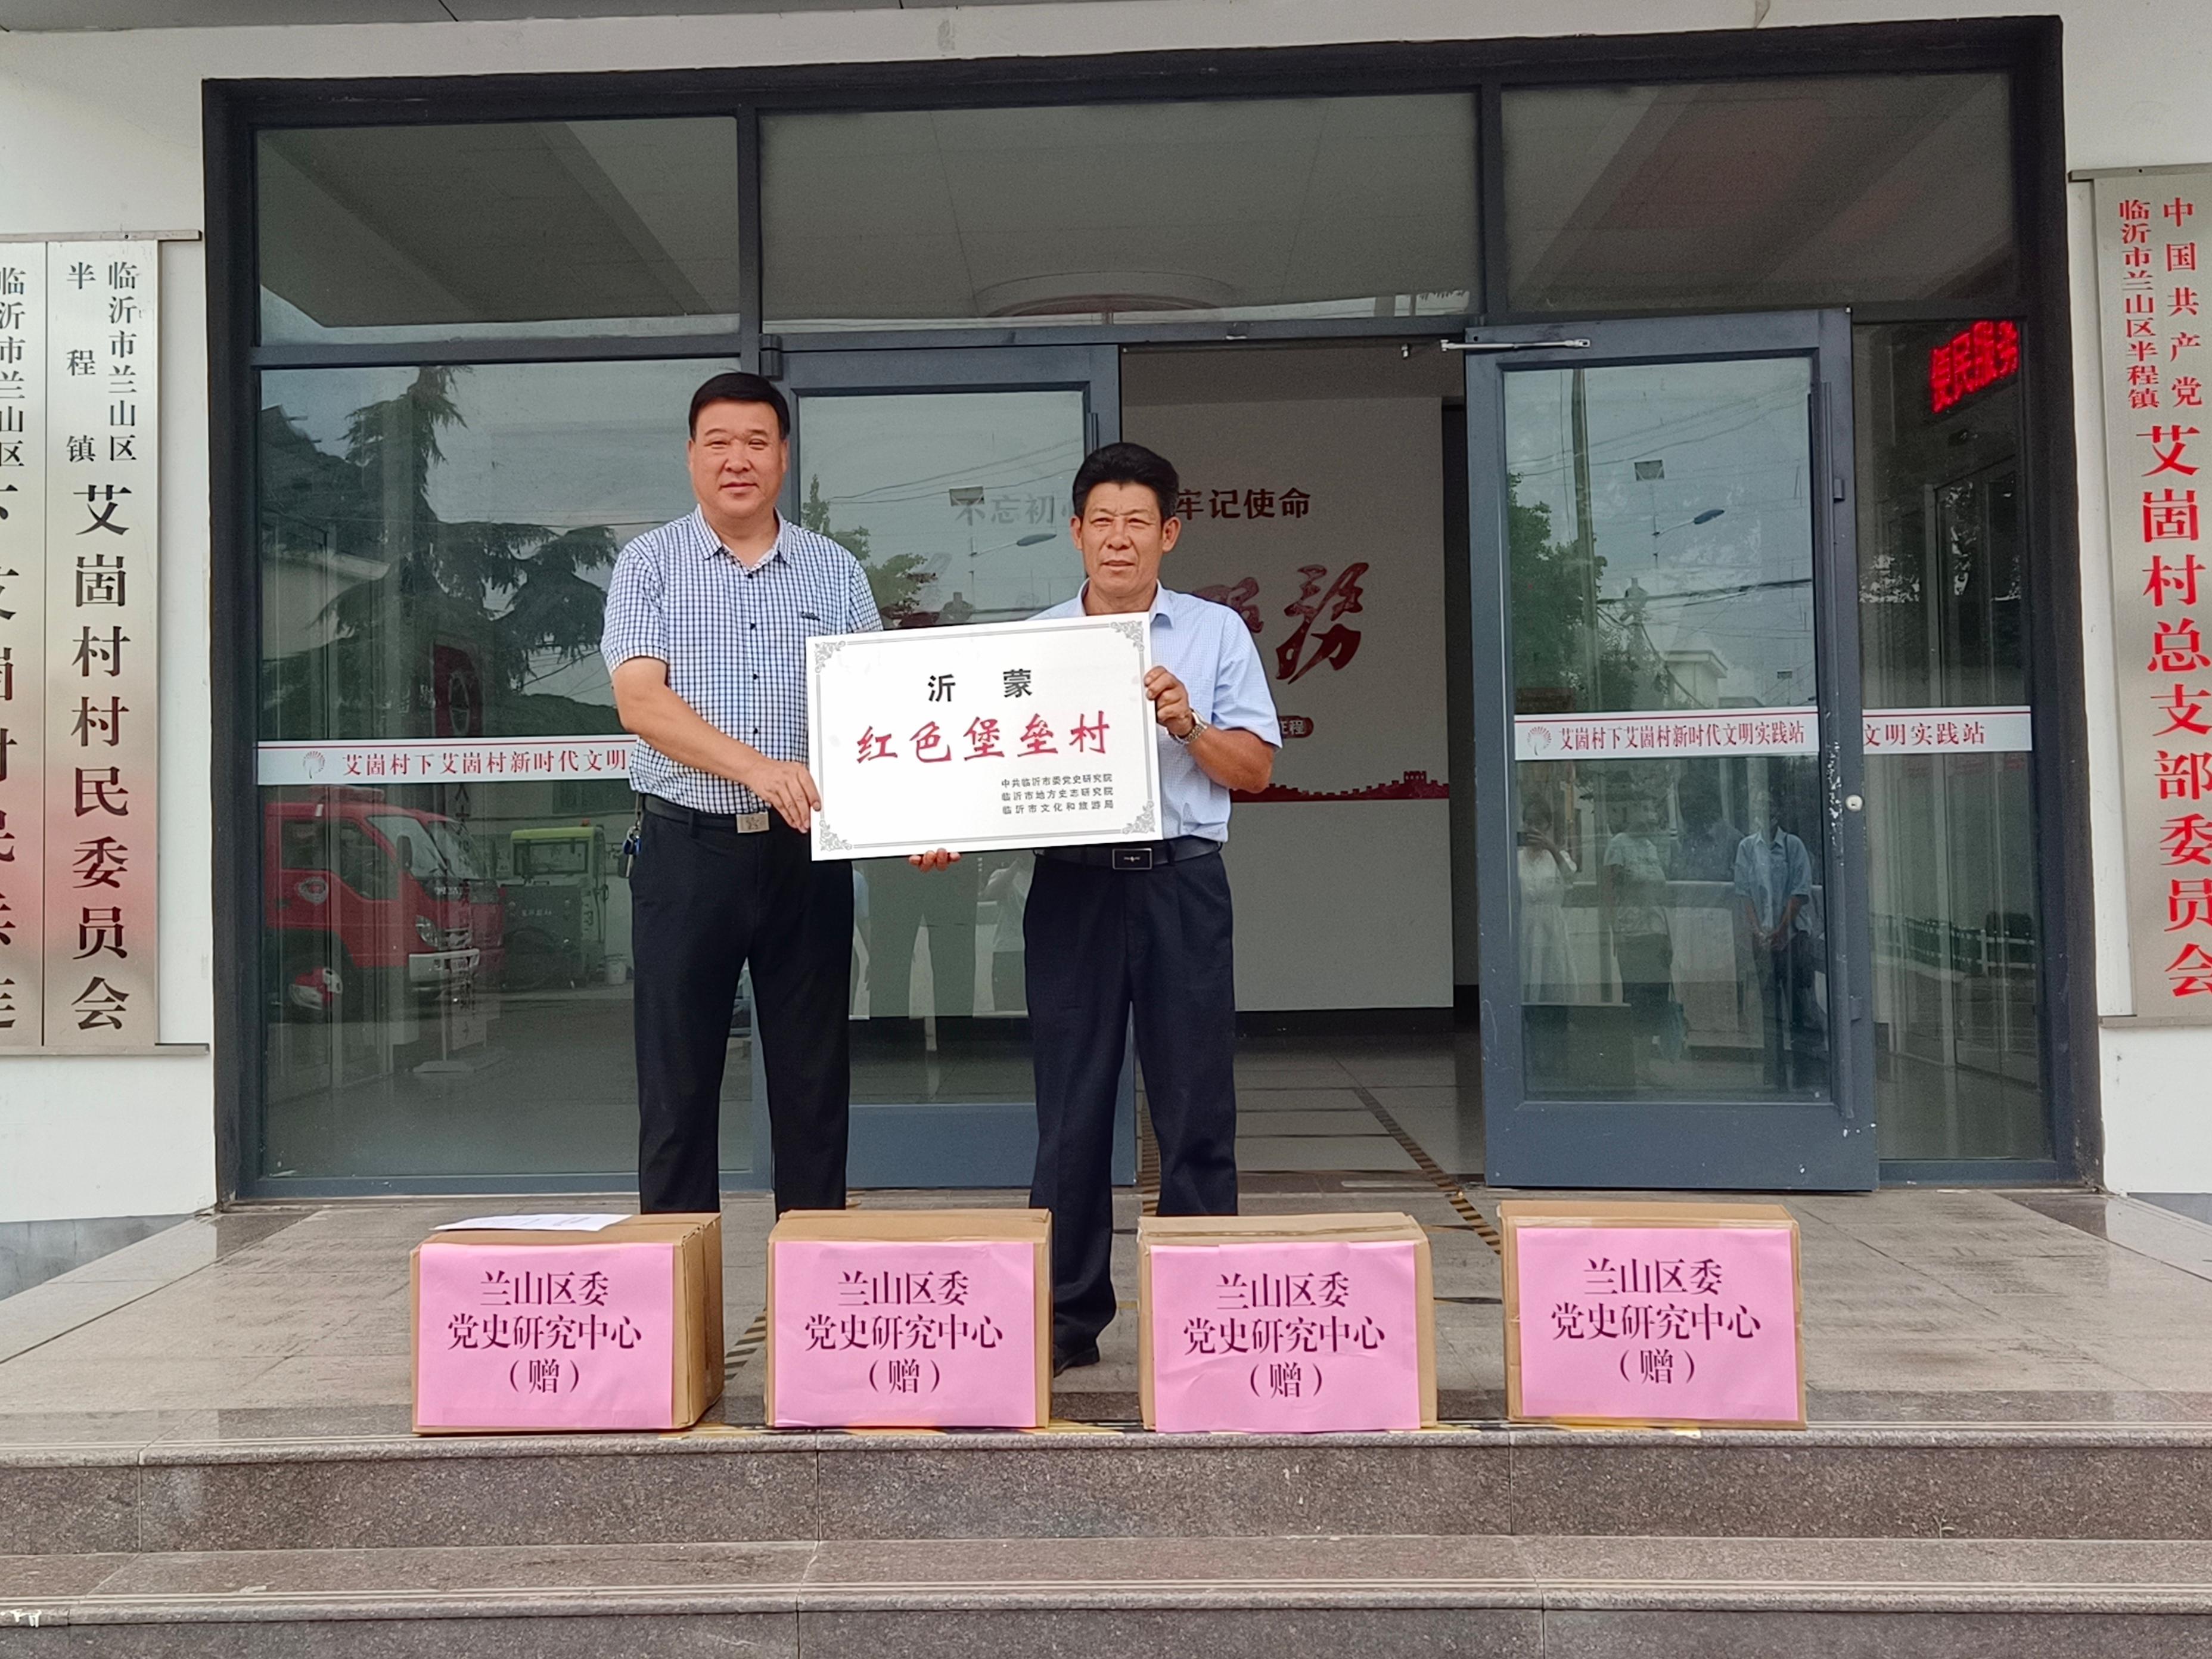 临沂市兰山区
半程镇
艾崮村村民委员会
临沂市兰山区
中国共产党
临沂市兰山区半程镇
艾崮村总支部委员会
便民服务
不忘初心
牢记使命
艾崮村下艾崮村新时代文明
艾崮村下艾崮村新时代文明实践站
文明实践站
沂蒙
红色堡垒村
中共临沂市委党史研究院
临沂市地方史志研究院
临沂市文化和旅游局
兰山区委
党史研究中心
（赠）
兰山区委
党史研究中心
（赠）
兰山区委
党史研究中心
（赠）
兰山区委
党史研究中心
（赠）